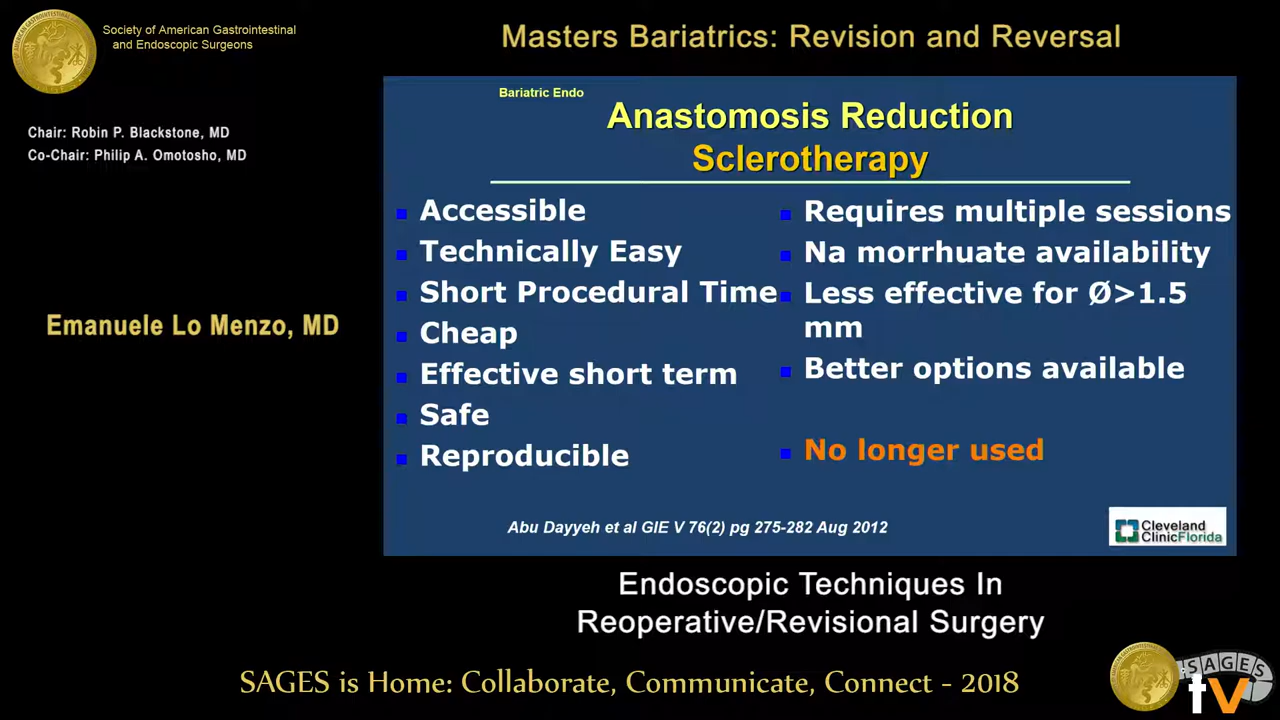 Society of American Gastrointestinal
and Endoscopic Surgeons
Masters Bariatrics: Revision and Reversal
Chair: Robin P. Blackstone, MD
Co-Chair: Philip A. Omotosho, MD
Emanuele Lo Menzo, MD
Bariatric Endo
Anastomosis Reduction
Sclerotherapy
Accessible
Technically Easy
Short Procedural Time
Cheap
Effective short term
Safe
Reproducible
Requires multiple sessions
Na morrhuate availability
Less effective for Ø>1.5
mm
Better options available
No longer used
Abu Dayyeh et al GIE V 76(2) pg 275-282 Aug 2012
Cleveland
ClinicFlorida
Endoscopic Techniques In
Reoperative/Revisional Surgery
SAGES is Home: Collaborate, Communicate, Connect - 2018
SAGES
tv